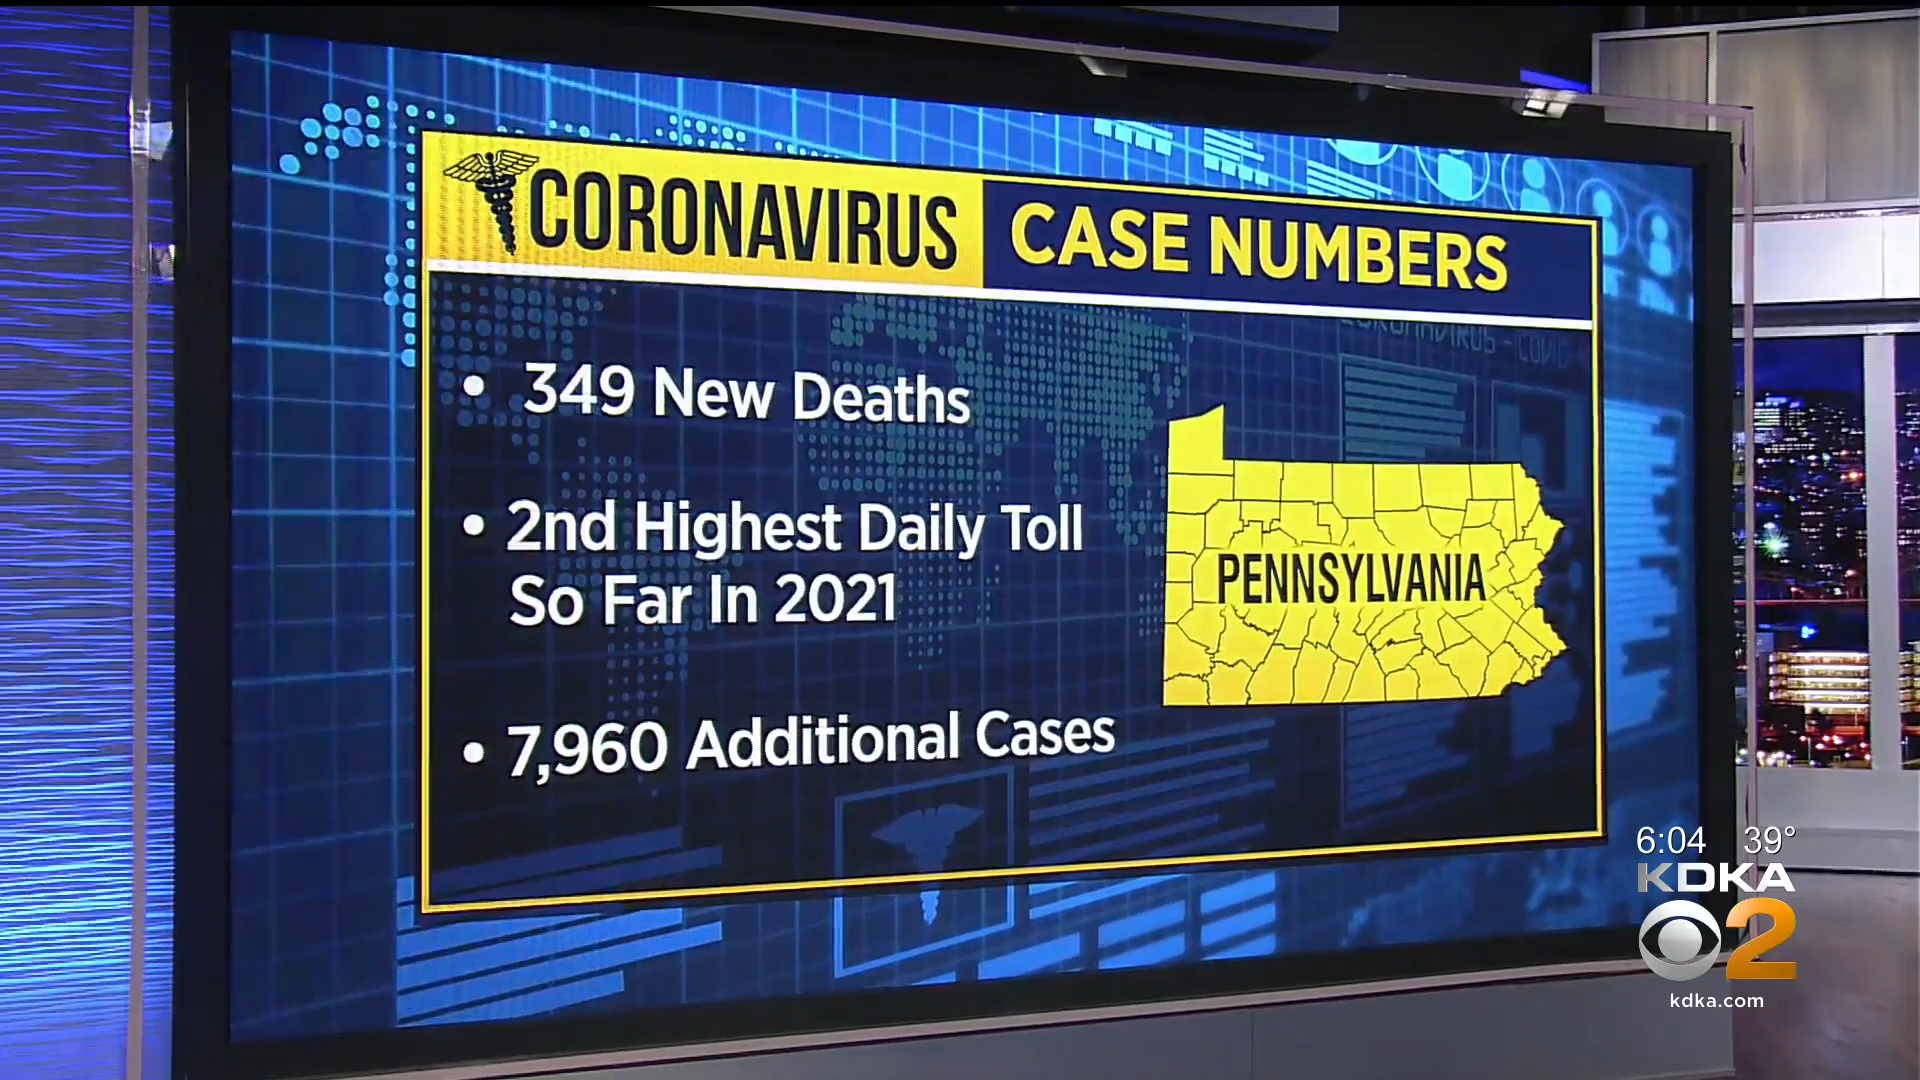 CORONAVIRUS CASE NUMBERS
• 349 New Deaths
• 2nd Highest Daily Toll
So Far In 2021
• 7,960 Additional Cases
PENNSYLVANIA
6:04 39°
KDKA
2
kdka.com